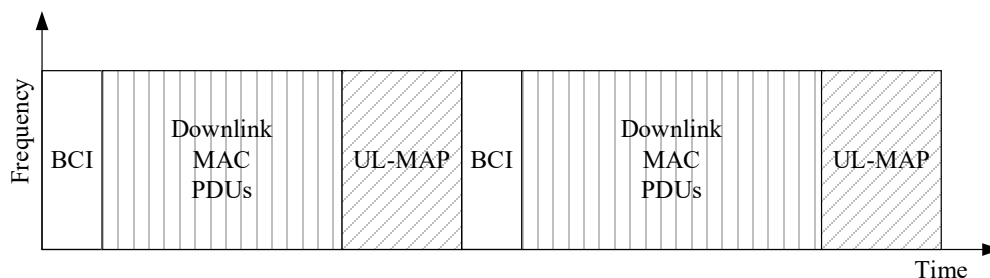 Frequency
BCI
Downlink
MAC
PDUs
UL-MAP
BCI
Downlink
MAC
PDUs
UL-MAP
Time